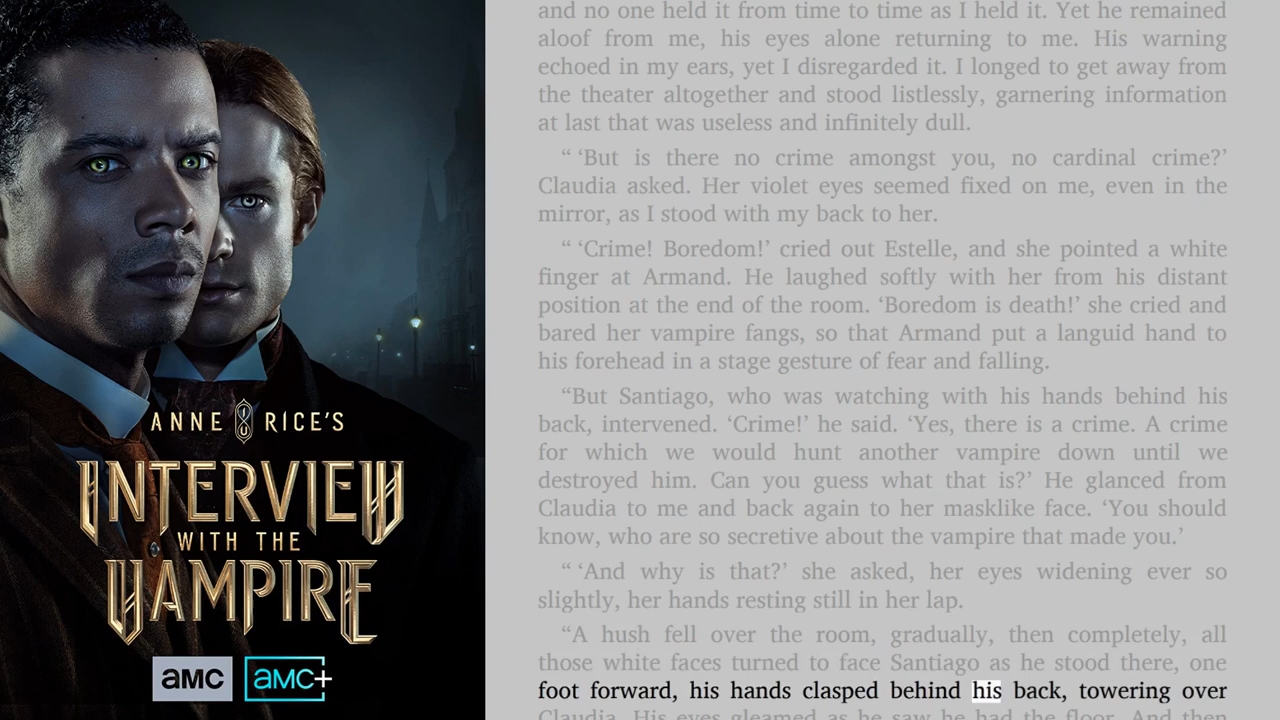 ANNE RICE'S
INTERVIEW
WITH THE
VAMPIRE
amc amc+
and no one held it from time to time as I held it. Yet he remained
aloof from me, his eyes alone returning to me. His warning
echoed in my ears, yet I disregarded it. I longed to get away from
the theater altogether and stood listlessly, garnering information
at last that was useless and infinitely dull.
“ ‘But is there no crime amongst you, no cardinal crime?’
Claudia asked. Her violet eyes seemed fixed on me, even in the
mirror, as I stood with my back to her.
“ ‘Crime! Boredom!’ cried out Estelle, and she pointed a white
finger at Armand. He laughed softly with her from his distant
position at the end of the room. ‘Boredom is death!’ she cried and
bared her vampire fangs, so that Armand put a languid hand to
his forehead in a stage gesture of fear and falling.
“But Santiago, who was watching with his hands behind his
back, intervened. ‘Crime!’ he said. ‘Yes, there is a crime. A crime
for which we would hunt another vampire down until we
destroyed him. Can you guess what that is?’ He glanced from
Claudia to me and back again to her masklike face. ‘You should
know, who are so secretive about the vampire that made you.’
“ ‘And why is that?’ she asked, her eyes widening ever so
slightly, her hands resting still in her lap.
“A hush fell over the room, gradually, then completely, all
those white faces turned to face Santiago as he stood there, one
foot forward, his hands clasped behind his back, towering over
Claudia. His eyes gleamed as he saw he had the floor. And then